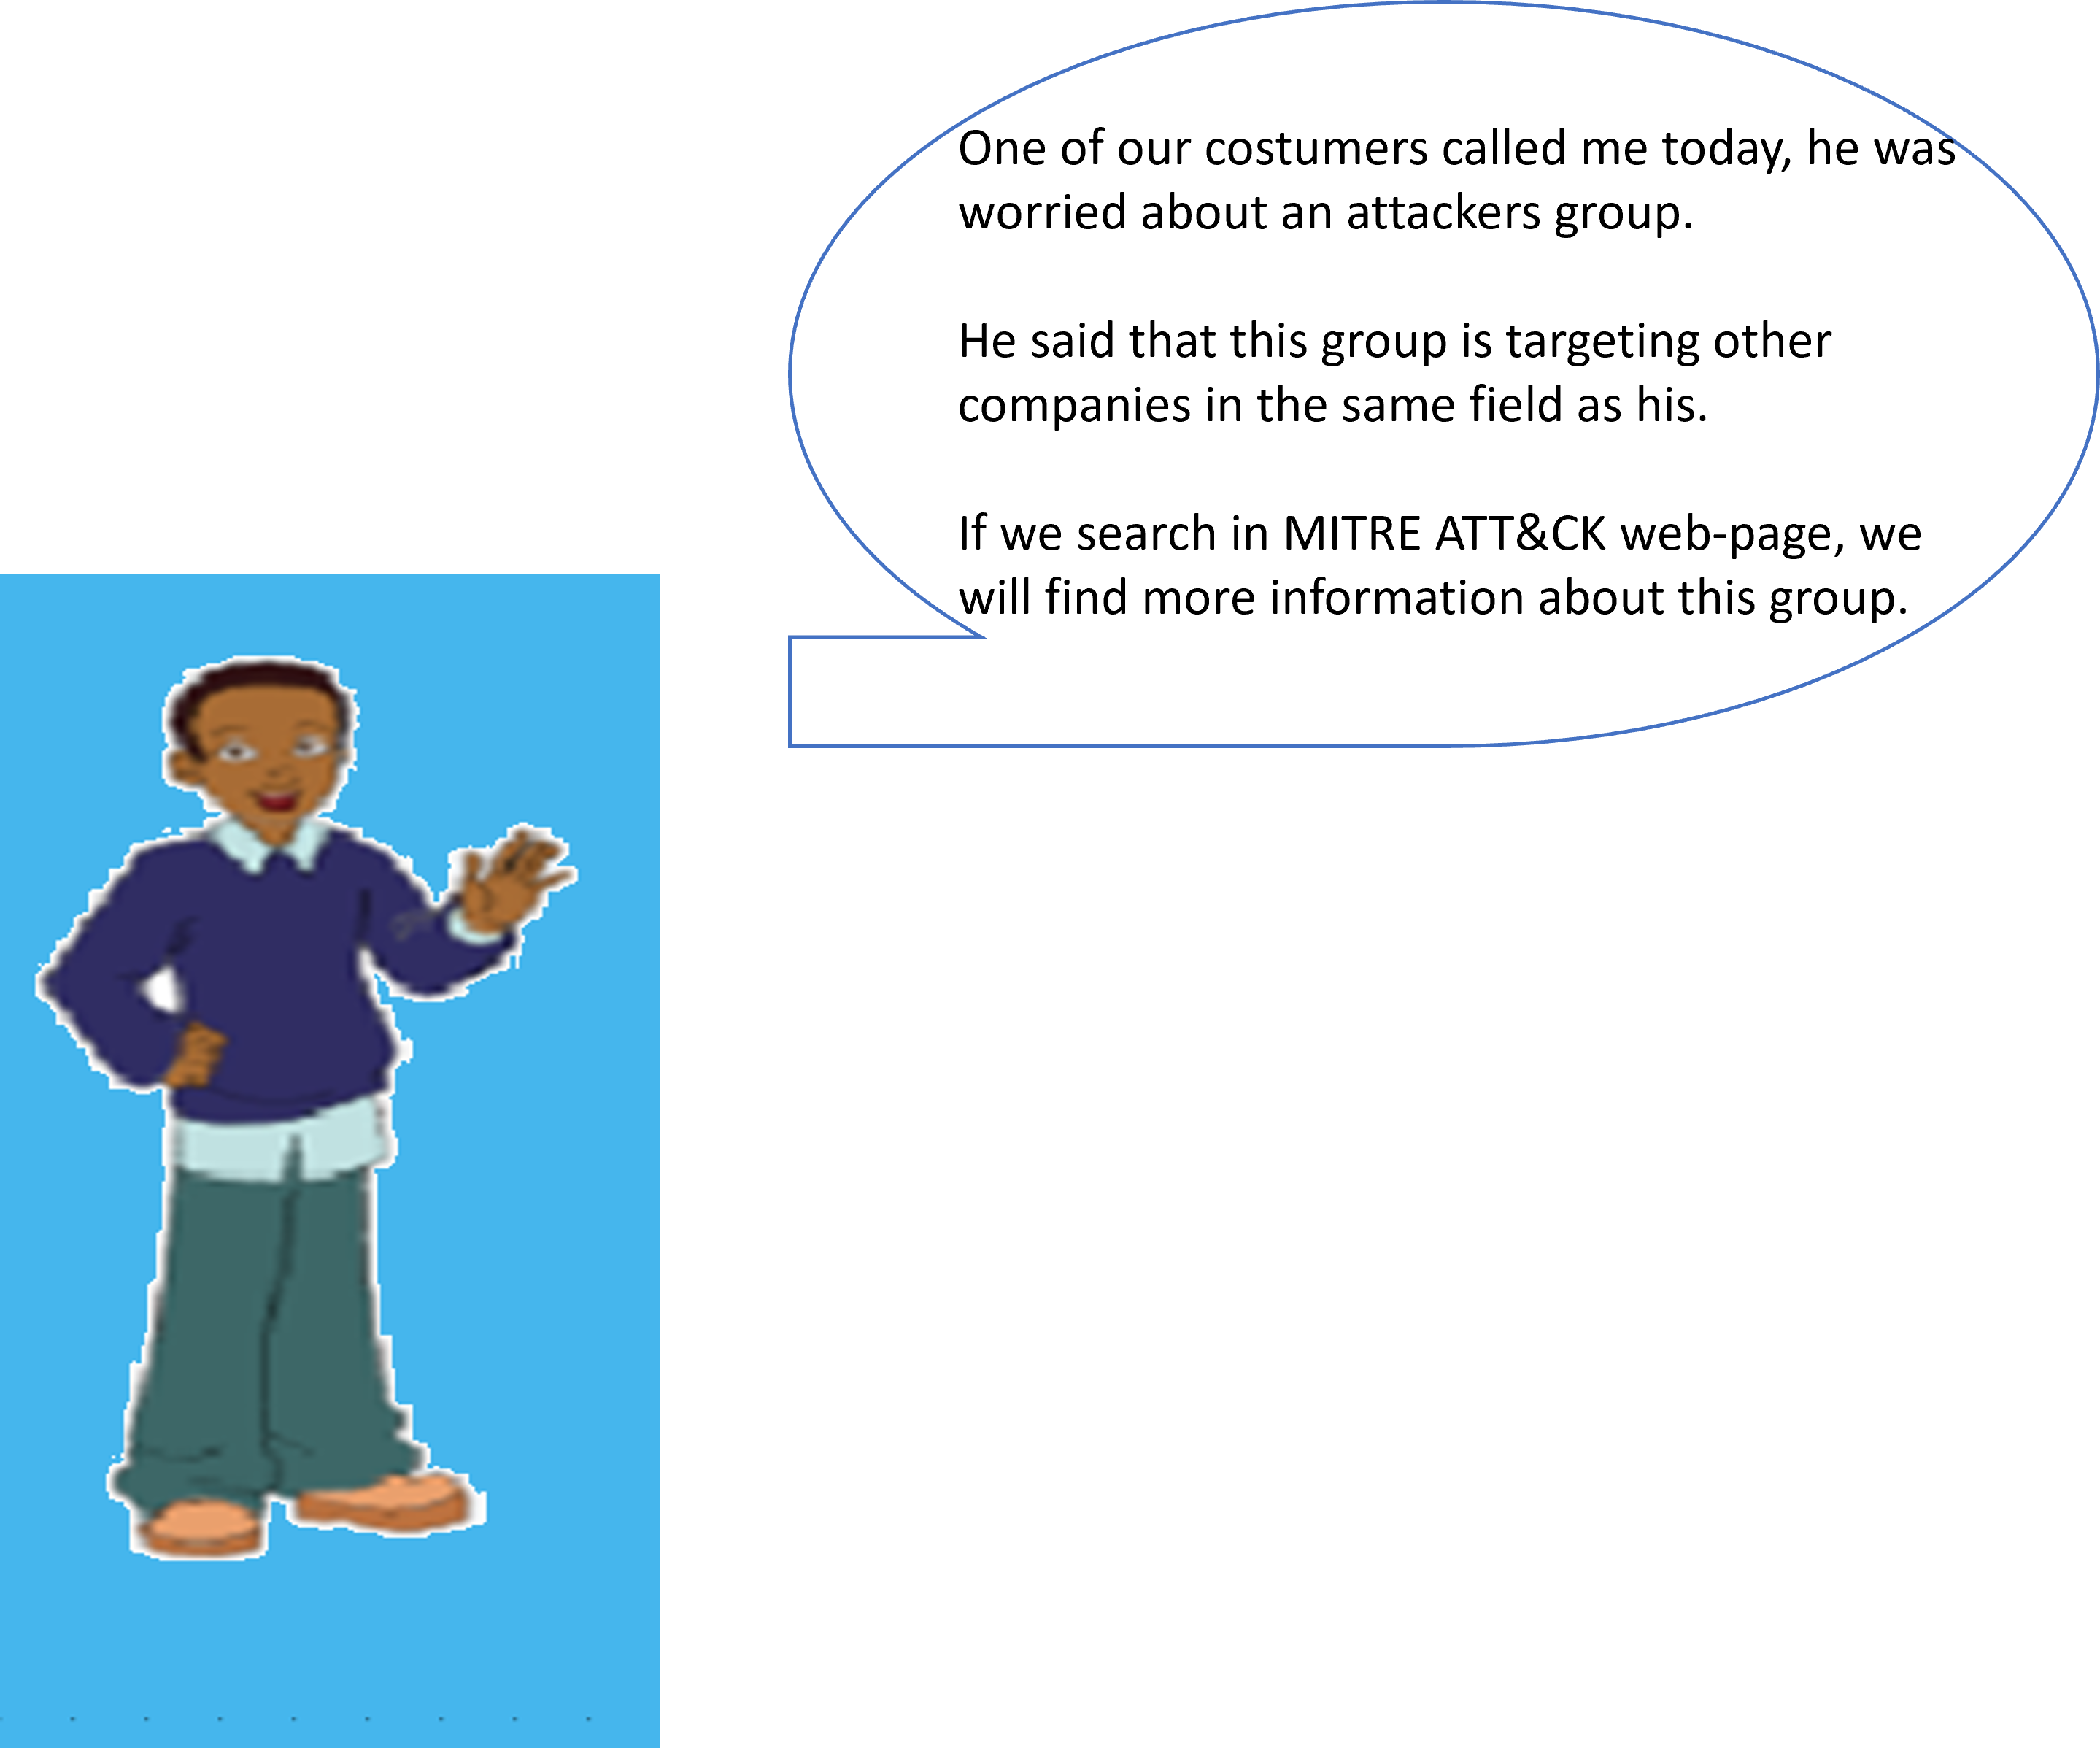 One of our costumers called me today, he was
worried about an attackers group.
He said that this group is targeting other
companies in the same field as his.
If we search in MITRE ATT&CK web-page, we
will find more information about this group.